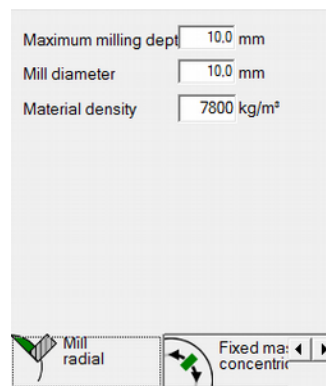 Maximum milling dept 10,0 mm
Mill diameter 10,0 mm
Material density 7800 kg/m³
Mill
radial
Fixed mas
concentric